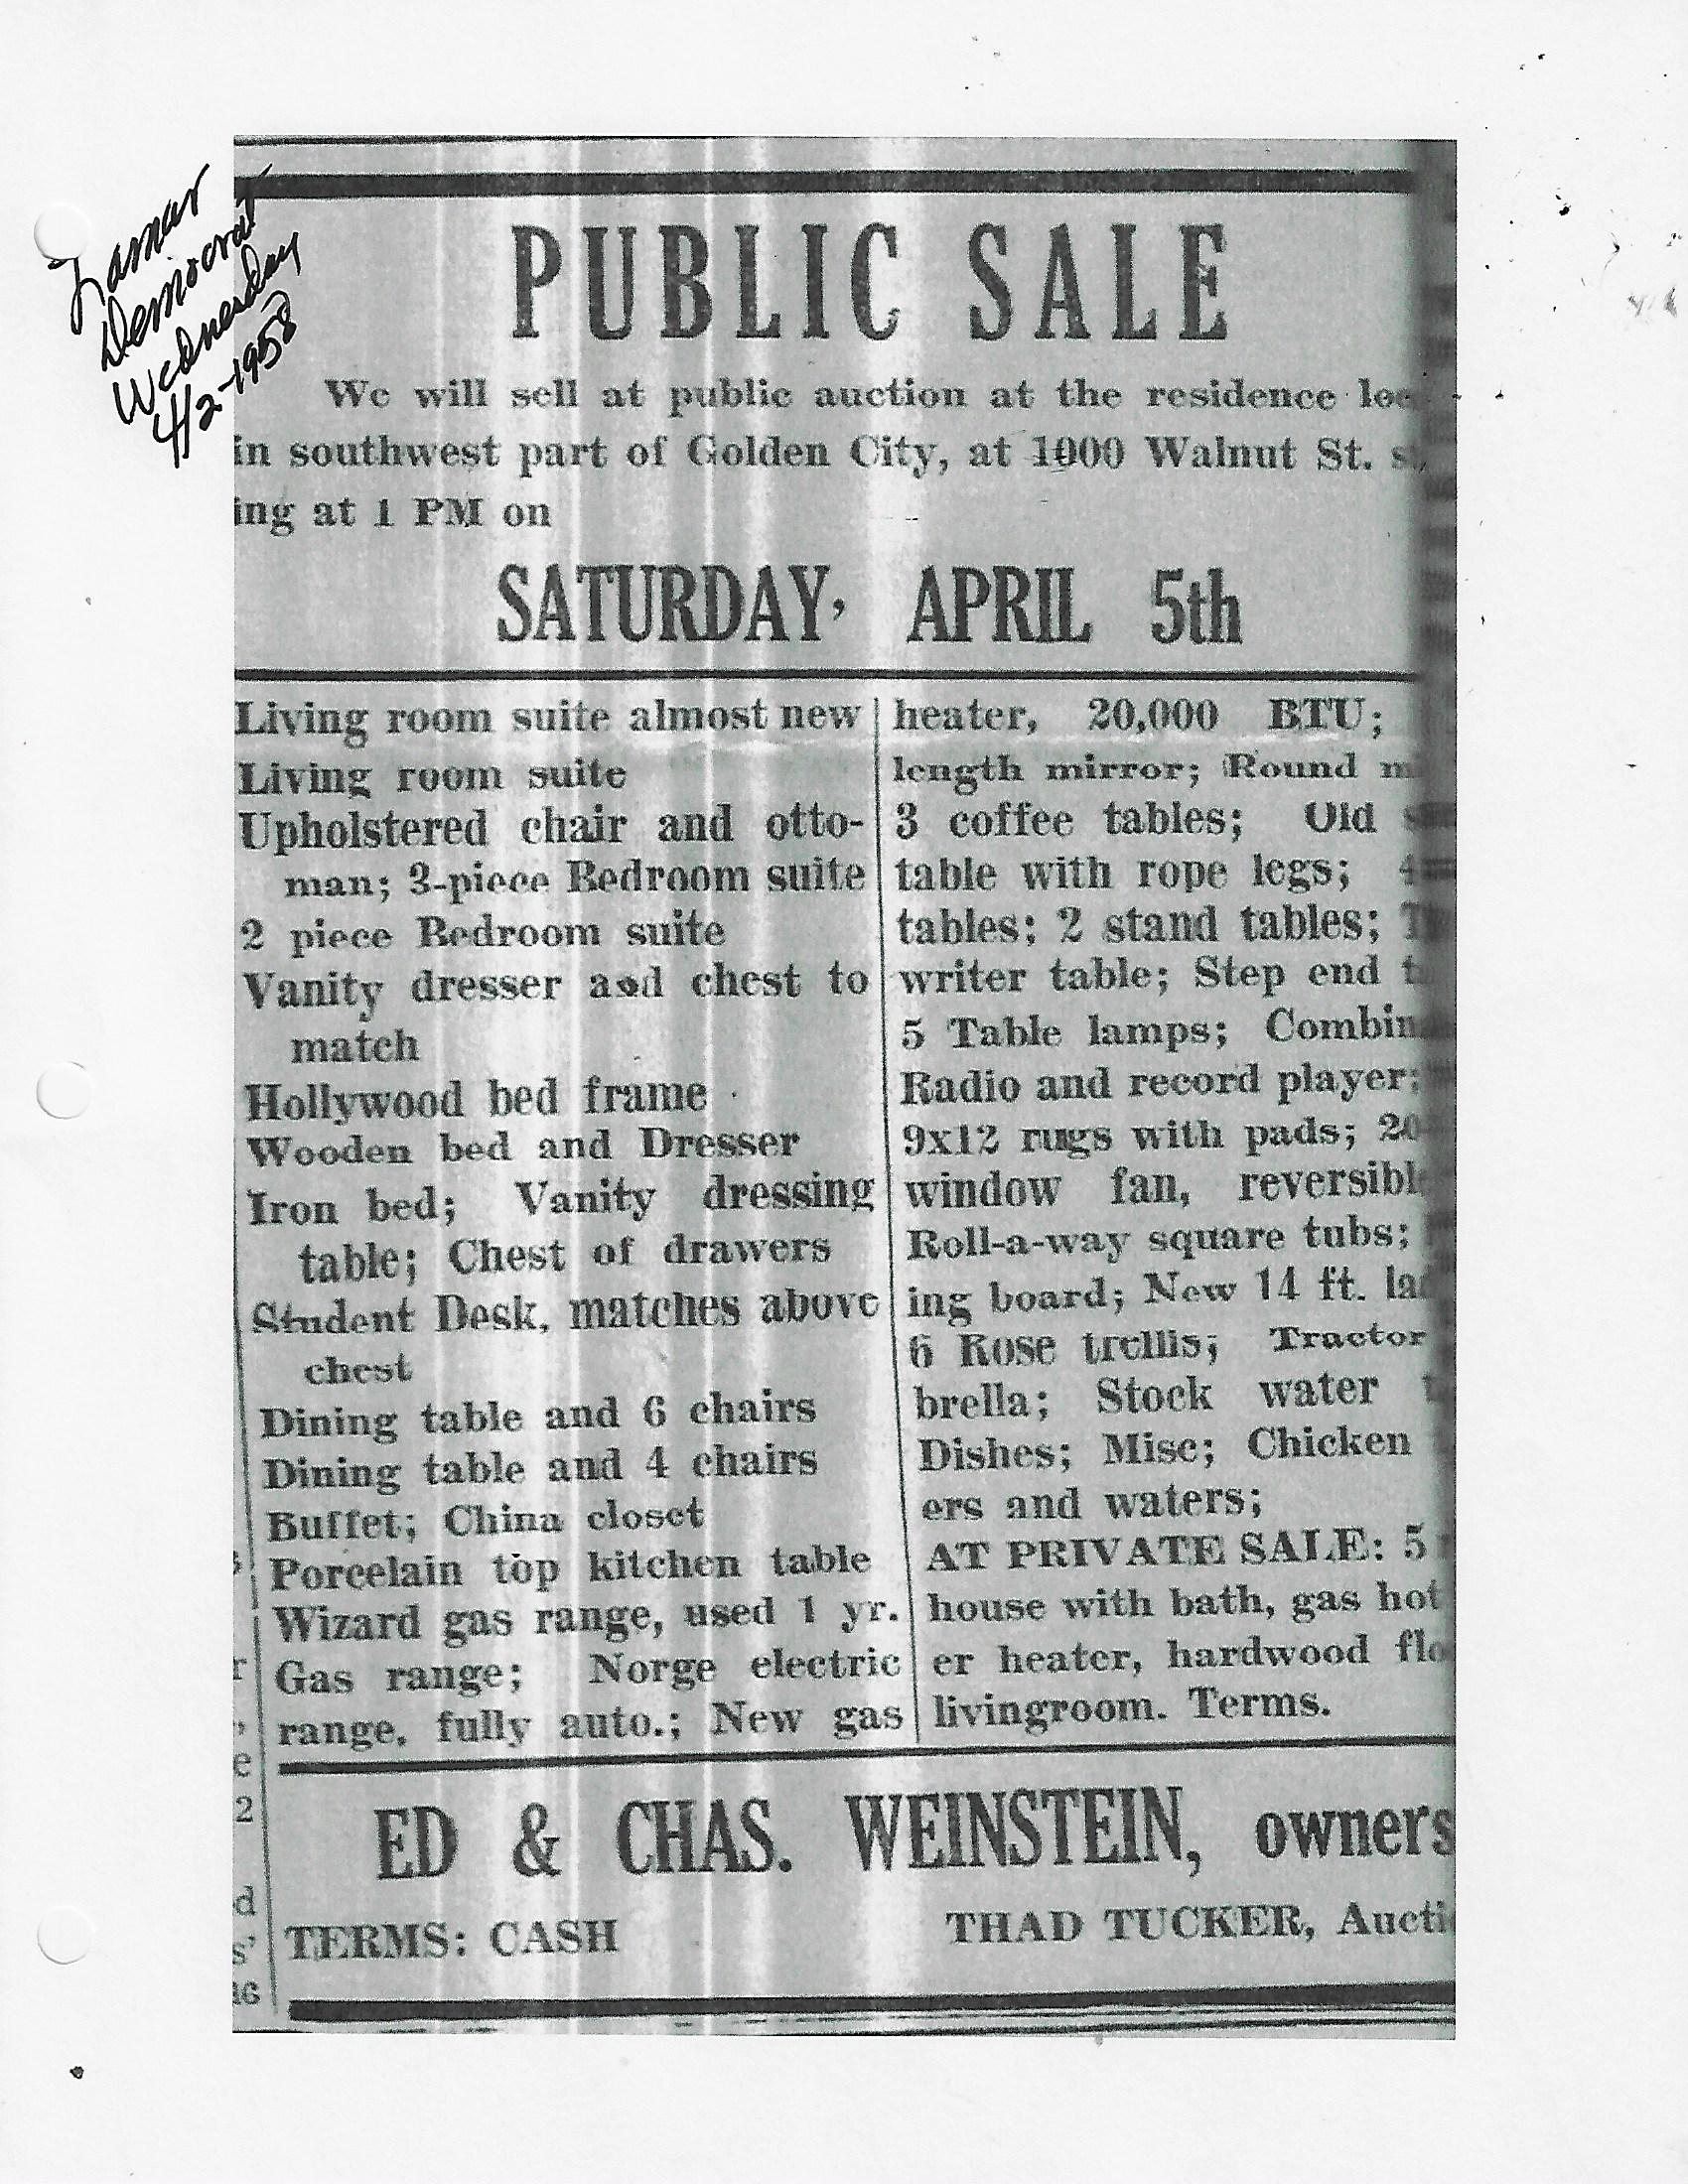 Lamar
Democrat
Wednesday
4/2-1958
PUBLIC SALE
We will sell at public auction at the residence loc
in southwest part of Golden City, at 1000 Walnut St. s
ing at 1 PM on
SATURDAY, APRIL 5th
Living room suite almost new
Living room suite
Upholstered chair and otto-
man; 3-piece Bedroom suite
2 piece Bedroom suite
Vanity dresser and chest to
match
Hollywood bed frame
Wooden bed and Dresser
Iron bed; Vanity dressing
table; Chest of drawers
Student Desk, matches above
chest
Dining table and 6 chairs
Dining table and 4 chairs
Buffet; China closet
Porcelain top kitchen table
Wizard gas range, used 1 yr.
Gas range; Norge electric
range, fully auto.; New gas
heater, 20,000 BTU;
length mirror; Round m
3 coffee tables; Old s
table with rope legs; 4
tables; 2 stand tables; T
writer table; Step end t
5 Table lamps; Combin
Radio and record player;
9x12 rugs with pads; 20
window fan, reversibl
Roll-a-way square tubs;
ing board; New 14 ft. lad
6 Rose trellis; Tractor
brella; Stock water t
Dishes; Misc; Chicken
ers and waters;
AT PRIVATE SALE: 5
house with bath, gas hot
er heater, hardwood flo
livingroom. Terms.
ED & CHAS. WEINSTEIN, owners
TERMS: CASH THAD TUCKER, Aucti
r
e
2
d
s'
16